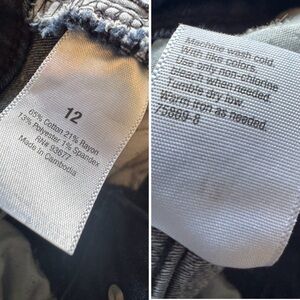 12
65% Cotton 21% Rayon
13% Polyester 1% Spandex
RN# 93677
Made in Cambodia
Machine wash cold.
With like colors.
Use only non-chlorine
bleach when needed.
Tumble dry low.
Warm iron as needed.
75869-8